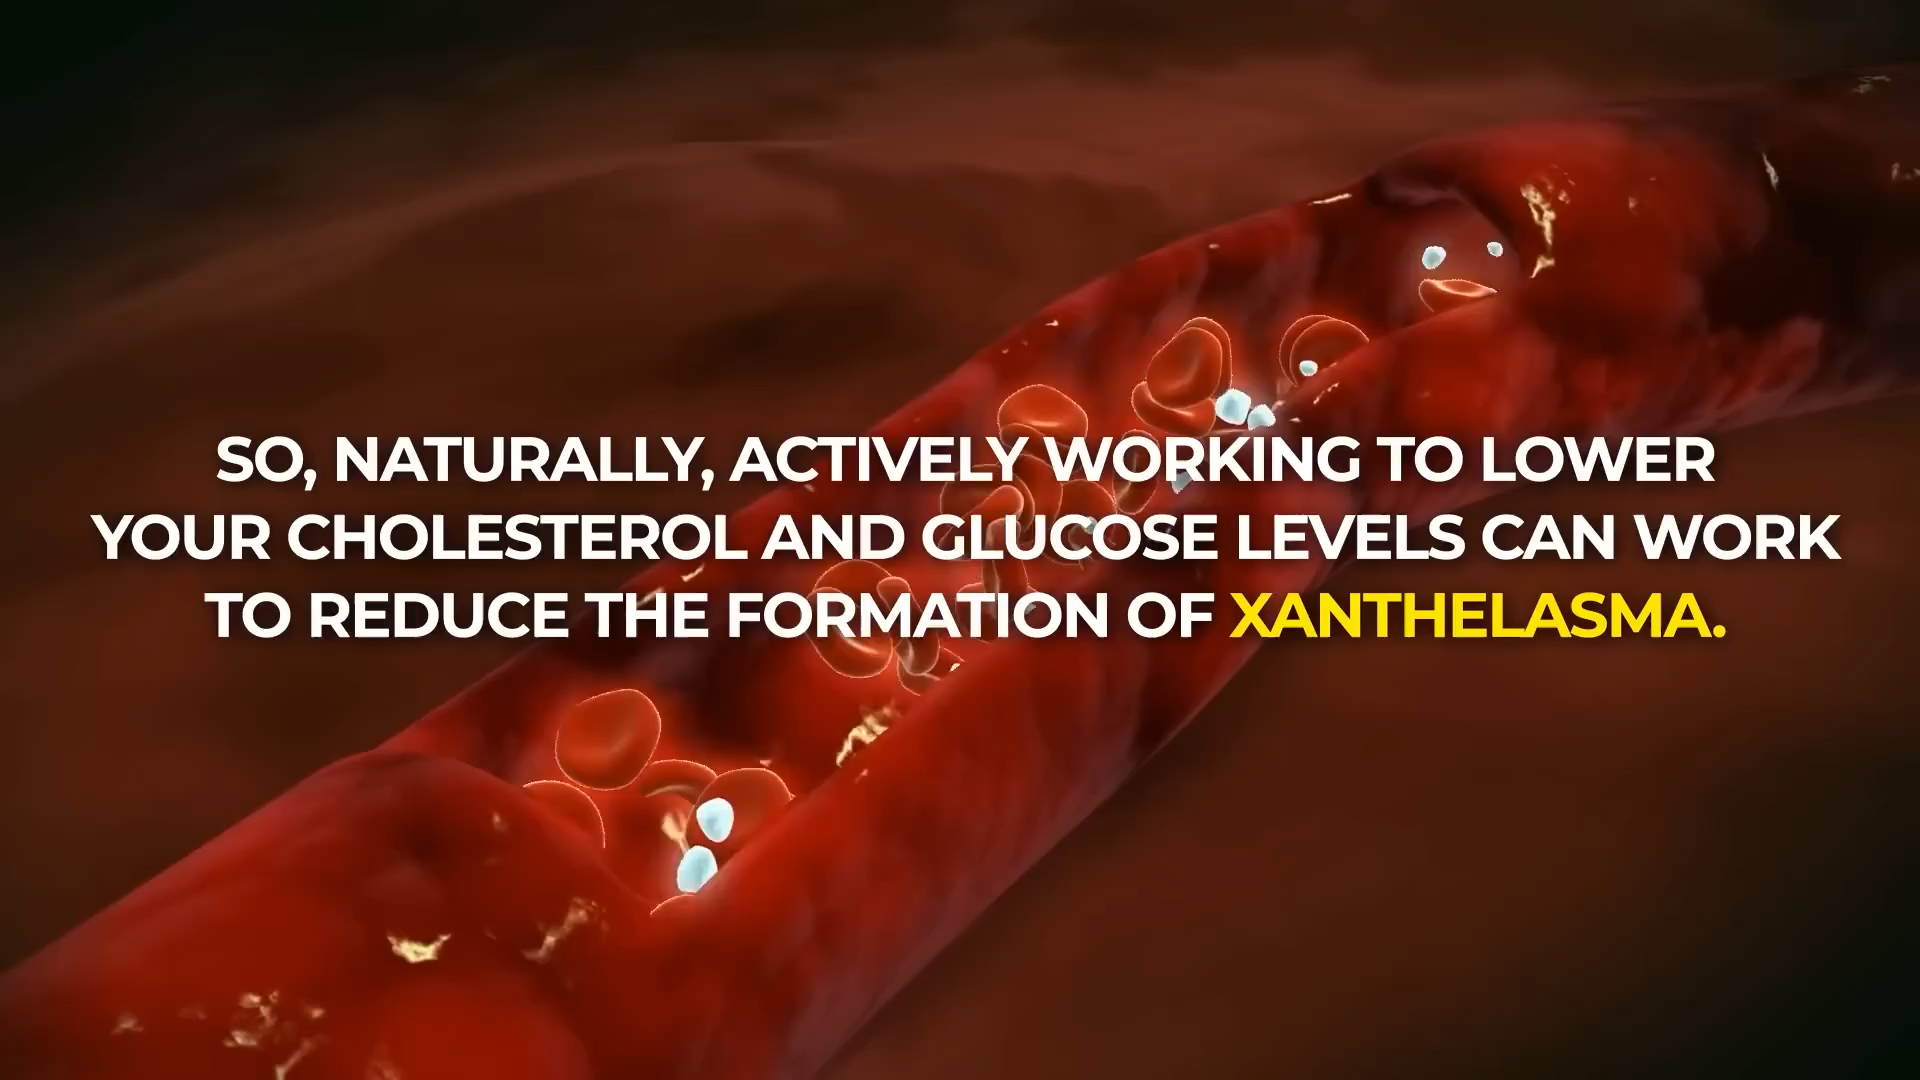 SO, NATURALLY, ACTIVELY WORKING TO LOWER
YOUR CHOLESTEROL AND GLUCOSE LEVELS CAN WORK
TO REDUCE THE FORMATION OF XANTHELASMA.